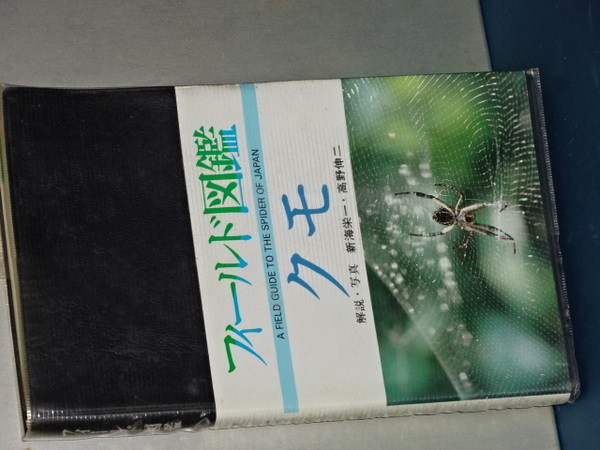 フィールド図鑑
A FIELD GUIDE TO THE SPIDER OF JAPAN
クモ
解説・写真 新海栄一・高野伸二